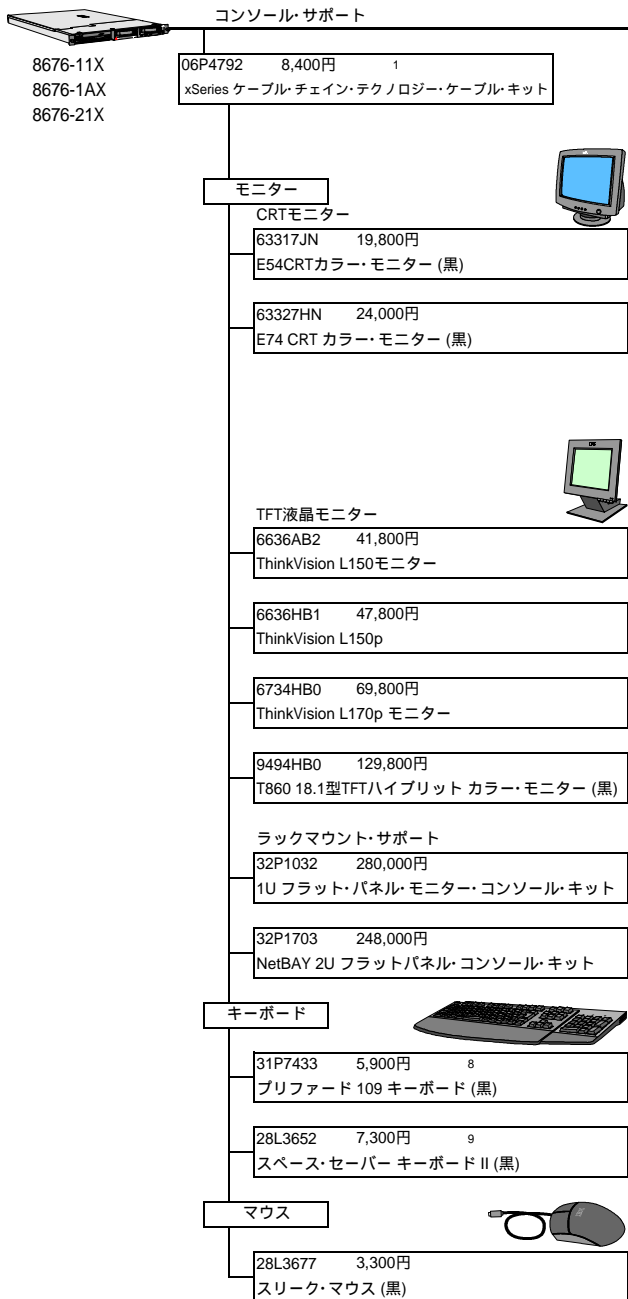 コンソール･サポート
8676-11X
8676-1AX
8676-21X
06P4792 8,400円 1
xSeries ケーブル･チェイン･テクノロジー･ケーブル･キット
モニター
CRTモニター
63317JN 19,800円
E54CRTカラー･モニター (黒)
63327HN 24,000円
E74 CRT カラー･モニター (黒)
TFT液晶モニター
6636AB2 41,800円
ThinkVision L150モニター
6636HB1 47,800円
ThinkVision L150p
6734HB0 69,800円
ThinkVision L170p モニター
9494HB0 129,800円
T860 18.1型TFTハイブリット カラー･モニター (黒)
ラックマウント･サポート
32P1032 280,000円
1U フラット･パネル･モニター･コンソール･キット
32P1703 248,000円
NetBAY 2U フラットパネル･コンソール･キット
キーボード
31P7433 5,900円 8
プリファード 109 キーボード (黒)
28L3652 7,300円 9
スペース･セーバー キーボード II (黒)
マウス
28L3677 3,300円
スリーク･マウス (黒)